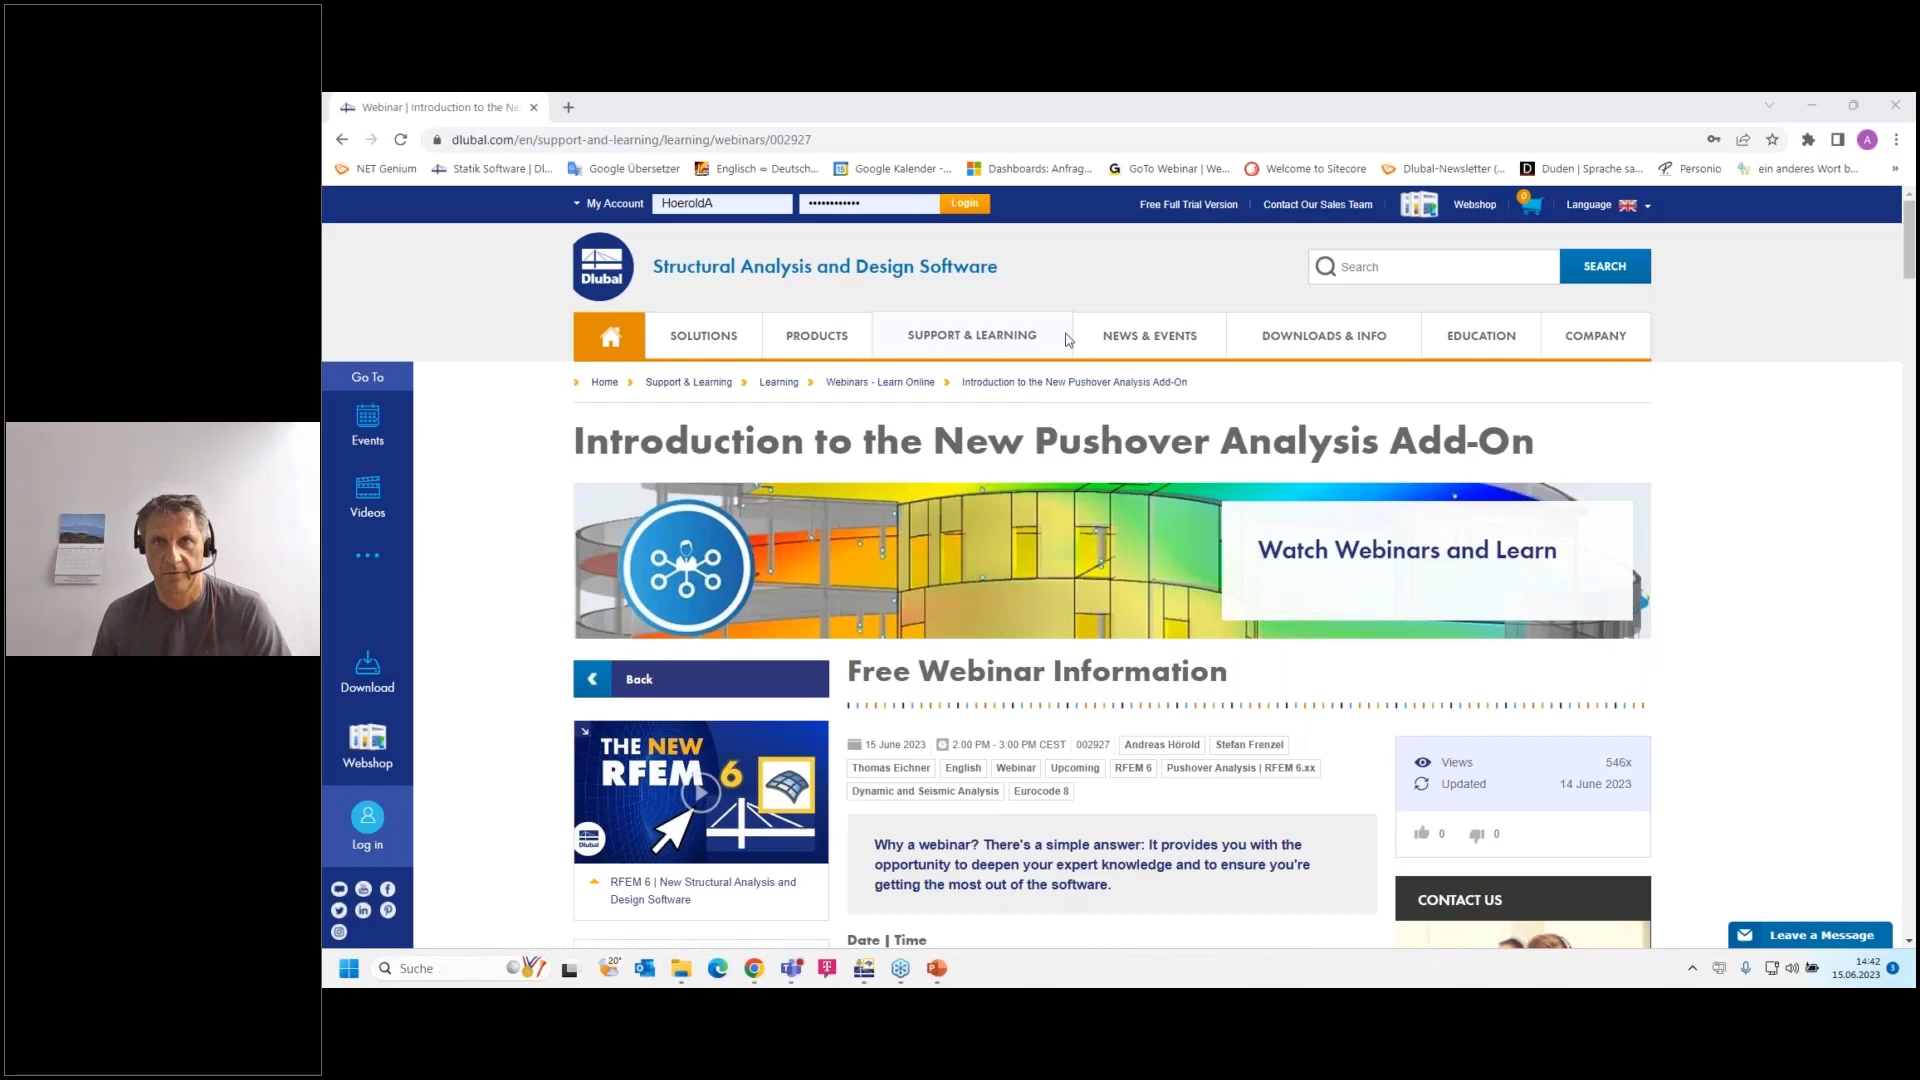 Webinar | Introduction to the Ne
dlubal.com/en/support-and-learning/learning/webinars/002927
A
NET Genium
Statik Software | Dl...
Google Übersetzer
Englisch ⇔ Deutsch...
Google Kalender -...
Dashboards: Anfrag...
GoTo Webinar | We...
Welcome to Sitecore
Dlubal-Newsletter (...
Duden | Sprache sa...
Personio
ein anderes Wort b...
»
My Account
HoeroldA
••••••••••••
Login
Free Full Trial Version
Contact Our Sales Team
Webshop
0
Language
Dlubal
Structural Analysis and Design Software
Search
SEARCH
SOLUTIONS
PRODUCTS
SUPPORT & LEARNING
NEWS & EVENTS
DOWNLOADS & INFO
EDUCATION
COMPANY
Go To
Events
Videos
Download
Webshop
Log in
Home
Support & Learning
Learning
Webinars - Learn Online
Introduction to the New Pushover Analysis Add-On
Introduction to the New Pushover Analysis Add-On
Watch Webinars and Learn
Back
THE NEW
RFEM 6
Dlubal
RFEM 6 | New Structural Analysis and
Design Software
Free Webinar Information
15 June 2023
2:00 PM - 3:00 PM CEST
002927
Andreas Hörold
Stefan Frenzel
Thomas Eichner
English
Webinar
Upcoming
RFEM 6
Pushover Analysis | RFEM 6.xx
Dynamic and Seismic Analysis
Eurocode 8
Why a webinar? There's a simple answer: It provides you with the
opportunity to deepen your expert knowledge and to ensure you're
getting the most out of the software.
Date | Time
Views
546x
Updated
14 June 2023
0
0
CONTACT US
Leave a Message
Suche
20°
14:42
15.06.2023
3